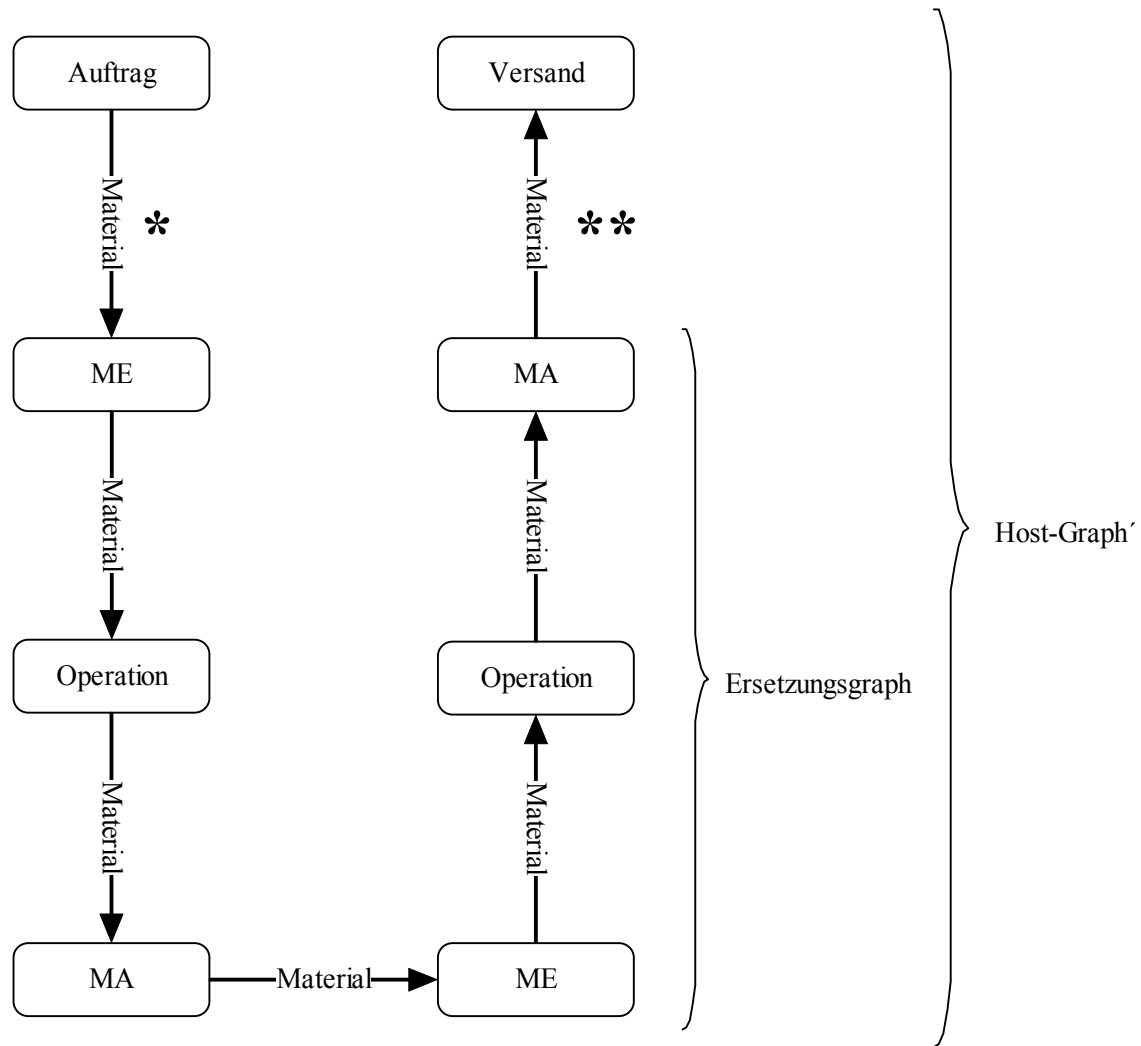 Auftrag
Versand
Material
*
Material
**
ME
MA
Material
Material
Host-Graph´
Operation
Operation
Ersetzungsgraph
Material
Material
MA
Material
ME